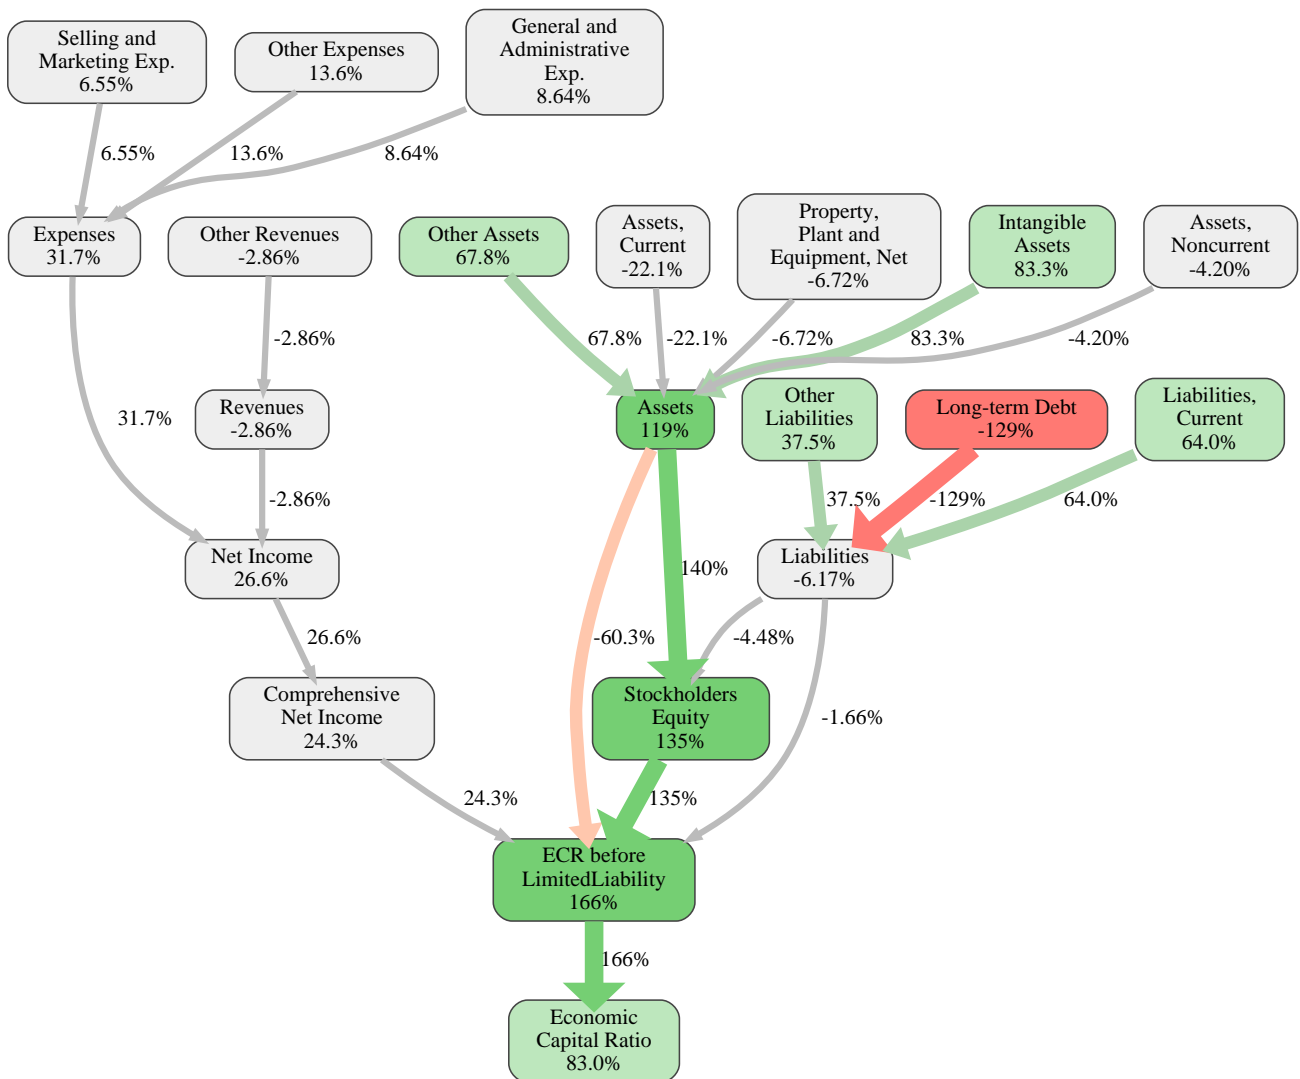 Selling and
Marketing Exp.
6.55%
Other Expenses
13.6%
General and
Administrative
Exp.
8.64%
6.55%
13.6%
8.64%
Expenses
31.7%
Other Revenues
-2.86%
Other Assets
67.8%
Assets,
Current
-22.1%
Property,
Plant and
Equipment, Net
-6.72%
Intangible
Assets
83.3%
Assets,
Noncurrent
-4.20%
-2.86%
67.8%
-22.1%
-6.72%
83.3%
-4.20%
31.7%
Revenues
-2.86%
Assets
119%
Other
Liabilities
37.5%
Long-term Debt
-129%
Liabilities,
Current
64.0%
-2.86%
37.5%
-129%
64.0%
Net Income
26.6%
140%
Liabilities
-6.17%
26.6%
-60.3%
-4.48%
Comprehensive
Net Income
24.3%
Stockholders
Equity
135%
-1.66%
24.3%
135%
ECR before
LimitedLiability
166%
166%
Economic
Capital Ratio
83.0%